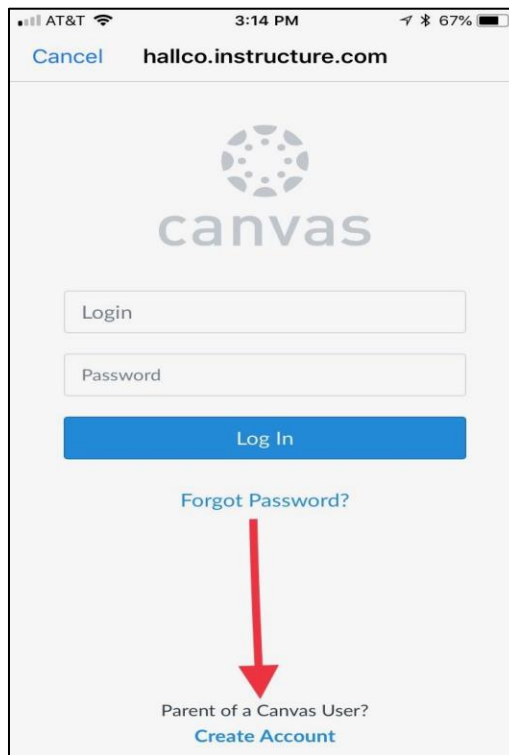 AT&T 3:14 PM 67%
Cancel hallco.instructure.com
canvas
Login
Password
Log In
Forgot Password?
Parent of a Canvas User?
Create Account